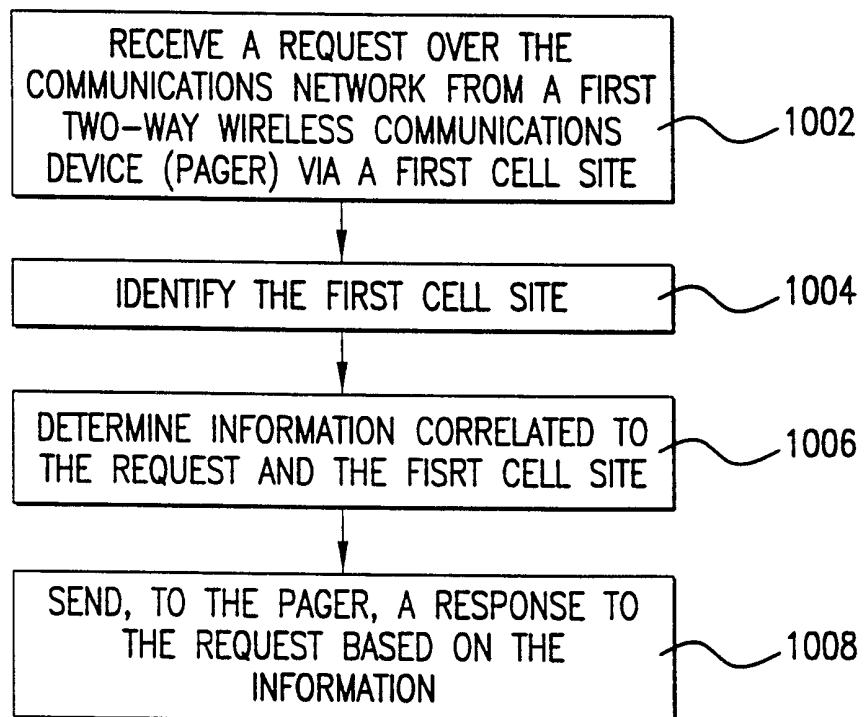 RECEIVE A REQUEST OVER THE
COMMUNICATIONS NETWORK FROM A FIRST
TWO-WAY WIRELESS COMMUNICATIONS
DEVICE (PAGER) VIA A FIRST CELL SITE
1002
IDENTIFY THE FIRST CELL SITE
1004
DETERMINE INFORMATION CORRELATED TO
THE REQUEST AND THE FISRT CELL SITE
1006
SEND, TO THE PAGER, A RESPONSE TO
THE REQUEST BASED ON THE
INFORMATION
1008